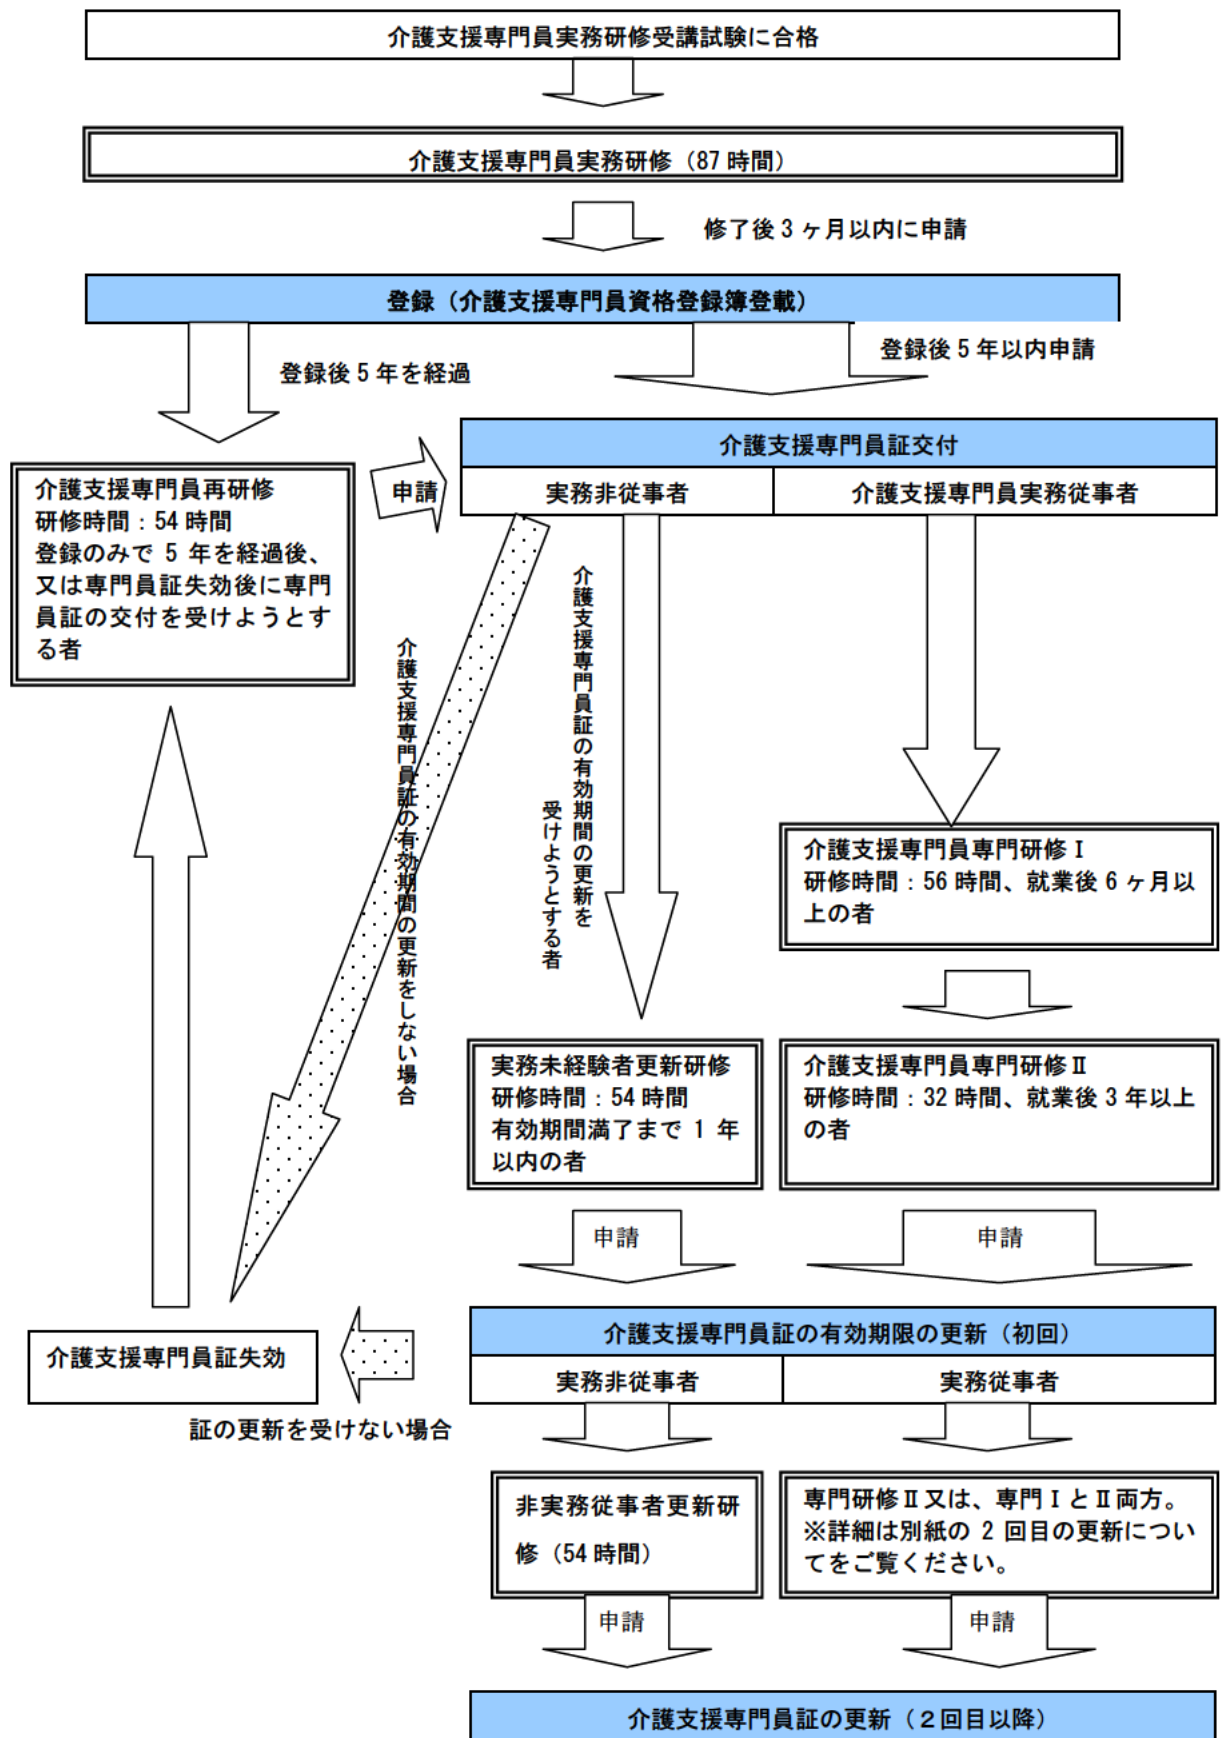 介護支援専門員実務研修受講試験に合格
介護支援専門員実務研修（87 時間）
修了後 3 ヶ月以内に申請
登録（介護支援専門員資格登録簿登載）
登録後 5 年以内申請
登録後 5 年を経過
介護支援専門員証交付
実務非従事者
介護支援専門員実務従事者
申請
介護支援専門員再研修
研修時間：54 時間
登録のみで 5 年を経過後、
又は専門員証失効後に専門
員証の交付を受けようとす
る者
介護支援専門員証の有効期間の更新をしない場合
介護支援専門員証の有効期間の更新を
受けようとする者
介護支援専門員専門研修Ⅰ
研修時間：56 時間、就業後 6 ヶ月以
上の者
実務未経験者更新研修
研修時間：54 時間
有効期間満了まで 1 年
以内の者
介護支援専門員専門研修Ⅱ
研修時間：32 時間、就業後 3 年以上
の者
申請
申請
介護支援専門員証の有効期限の更新（初回）
実務非従事者
実務従事者
介護支援専門員証失効
証の更新を受けない場合
非実務従事者更新研
修（54 時間）
専門研修Ⅱ又は、専門Ⅰと Ⅱ両方。
※詳細は別紙の 2 回目の更新につい
てをご覧ください。
申請
申請
介護支援専門員証の更新（２回目以降）